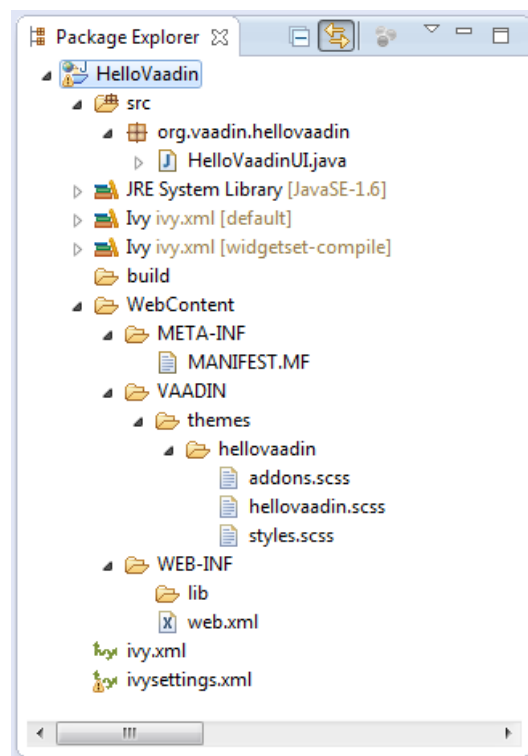 Package Explorer
HelloVaadin
src
org.vaadin.hellovaadin
HelloVaadinUI.java
JRE System Library [JavaSE-1.6]
Ivy ivy.xml [default]
Ivy ivy.xml [widgetset-compile]
build
WebContent
META-INF
MANIFEST.MF
VAADIN
themes
hellovaadin
addons.scss
hellovaadin.scss
styles.scss
WEB-INF
lib
web.xml
ivy.xml
ivysettings.xml